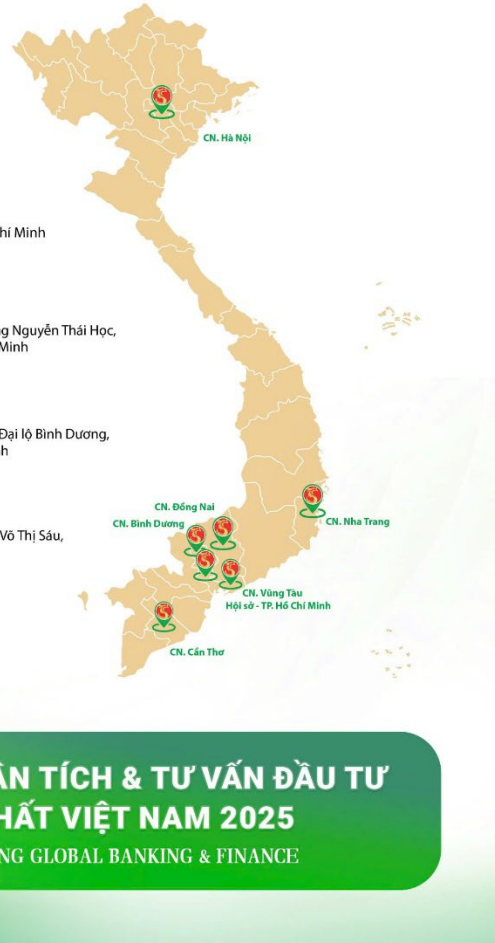 CN. Hà Nội
hí Minh
g Nguyễn Thái Học,
Minh
Đại lộ Bình Dương,
h
CN. Đồng Nai
CN. Bình Dương
CN. Nha Trang
Võ Thị Sáu,
CN. Vũng Tàu
Hội sở - TP. Hồ Chí Minh
CN. Cần Thơ
ÂN TÍCH & TƯ VẤN ĐẦU TƯ
HẤT VIỆT NAM 2025
NG GLOBAL BANKING & FINANCE